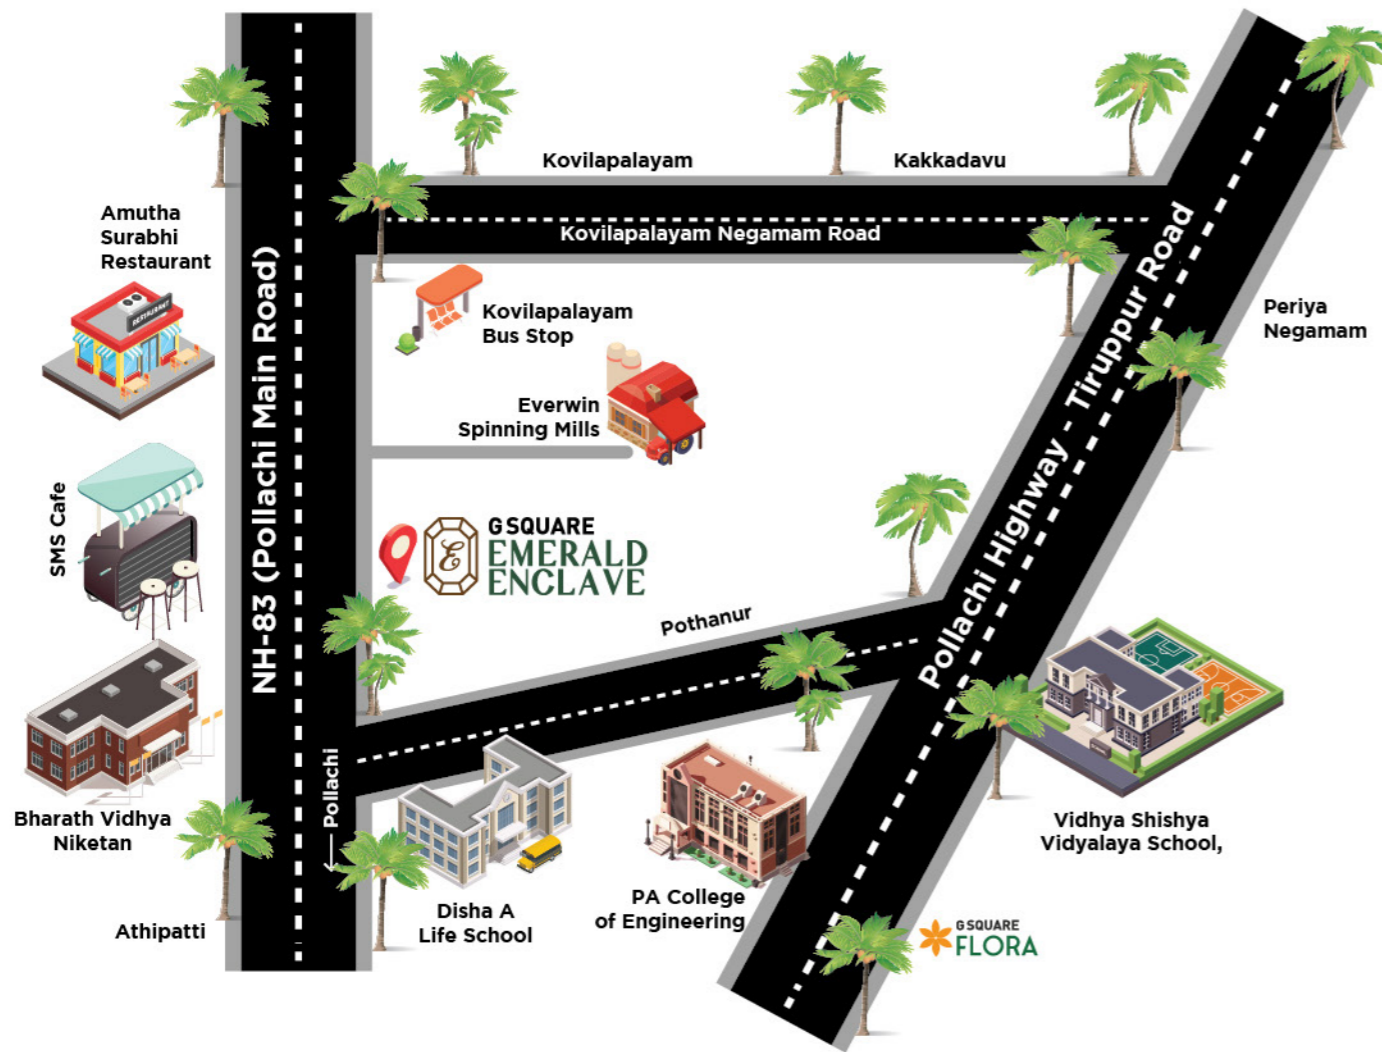 Kovilapalayam
Kakkadavu
Kovilapalayam Negamam Road
Amutha
Surabhi
Restaurant
RESTAURANT
NH-83 (Pollachi Main Road)
Kovilapalayam
Bus Stop
Periya
Negamam
Everwin
Spinning Mills
Pollachi Highway - Tiruppur Road
SMS Cafe
E
G SQUARE
EMERALD
ENCLAVE
Pothanur
Pollachi
Bharath Vidhya
Niketan
Vidhya Shishya
Vidyalaya School,
Disha A
Life School
PA College
of Engineering
Athipatti
G SQUARE
FLORA